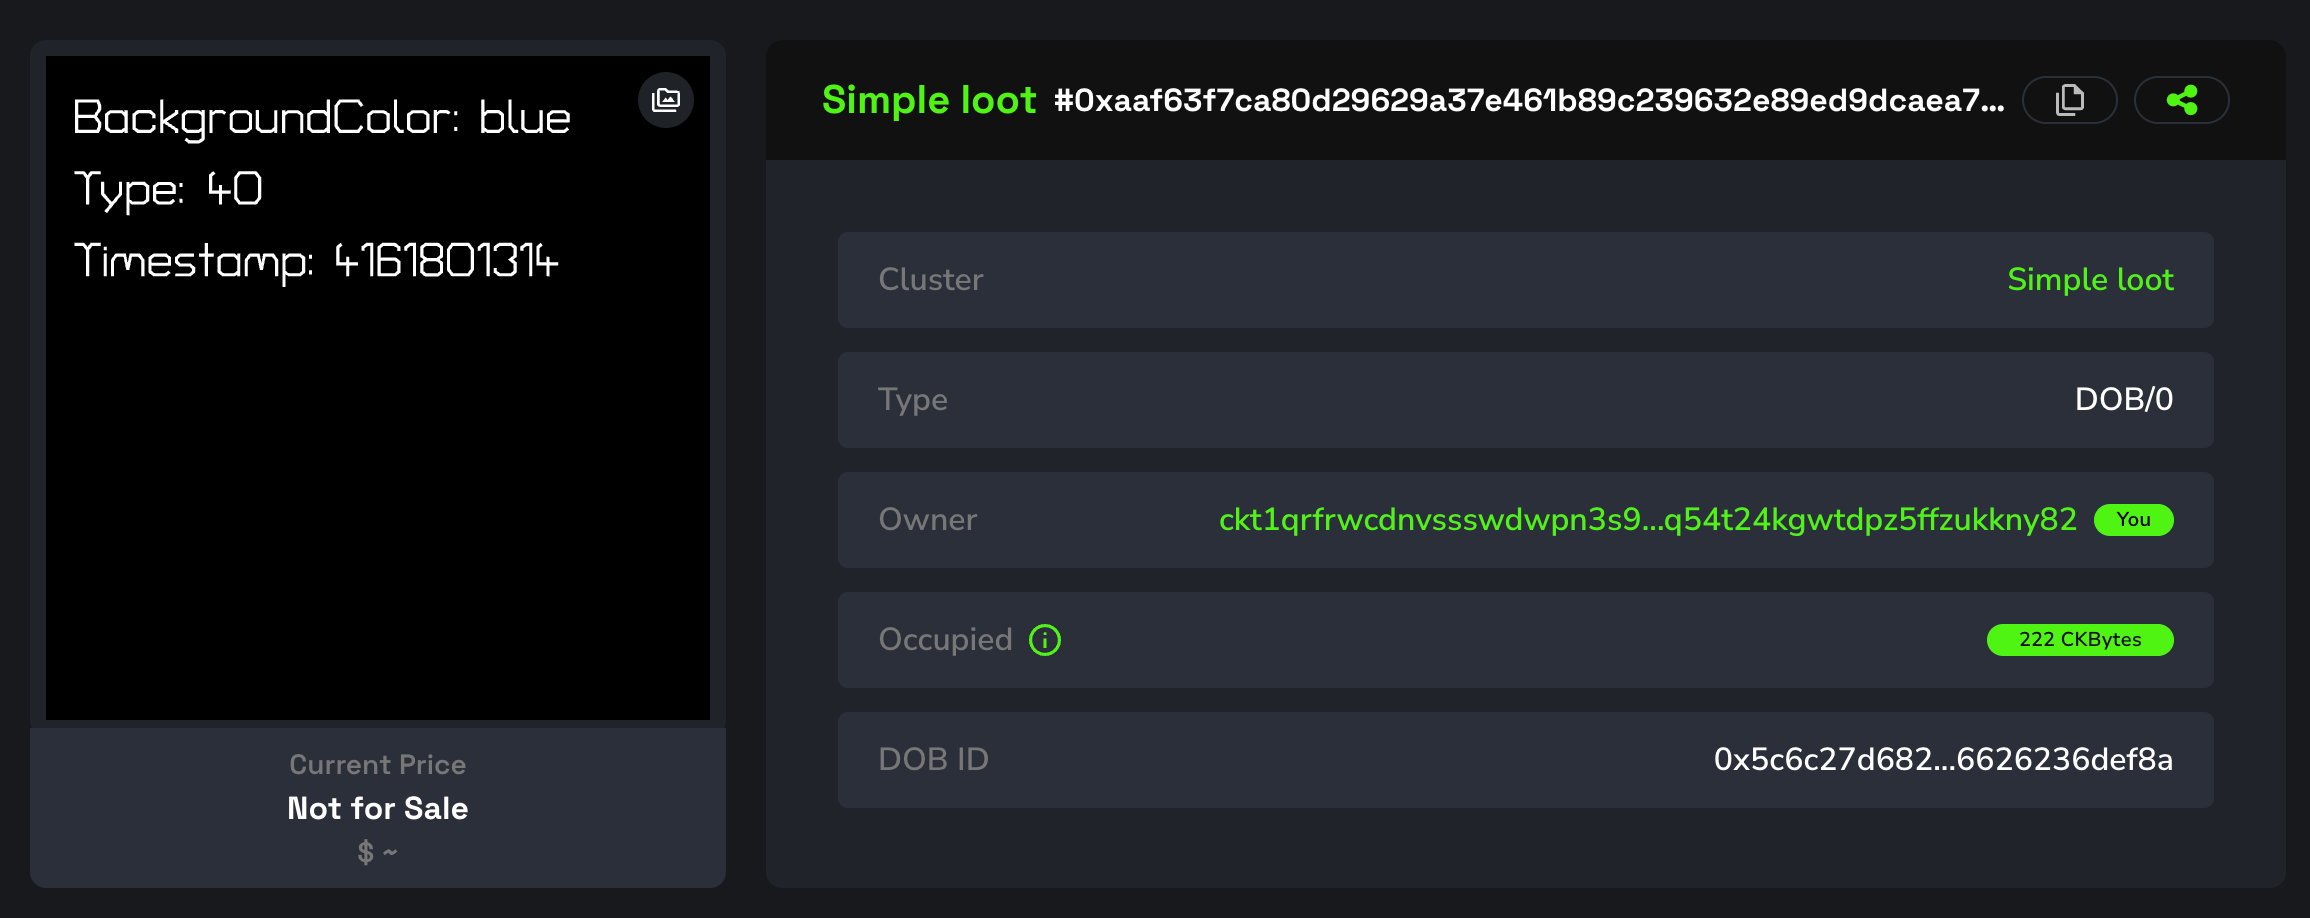 BackgroundColor: blue
Type: 40
Timestamp: 4161801314
Current Price
Not for Sale
$ ~
Simple loot #0xaaf63f7ca80d29629a37e461b89c239632e89ed9dcaea7...
Cluster Simple loot
Type DOB/0
Owner ckt1qrfrwcdnvssswdwpn3s9...q54t24kgwtdpz5ffzukkny82 You
Occupied 222 CKBytes
DOB ID 0x5c6c27d682...6626236def8a